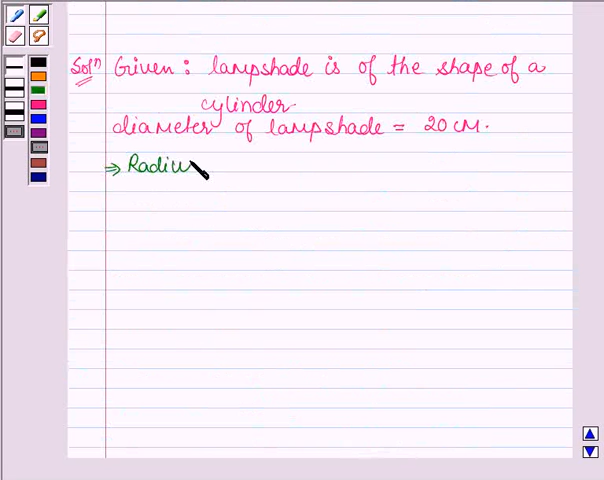 Solⁿ Given : lampshade is of the shape of a
cylinder.
diameter of lampshade = 20 cm.
⇒ Radiu